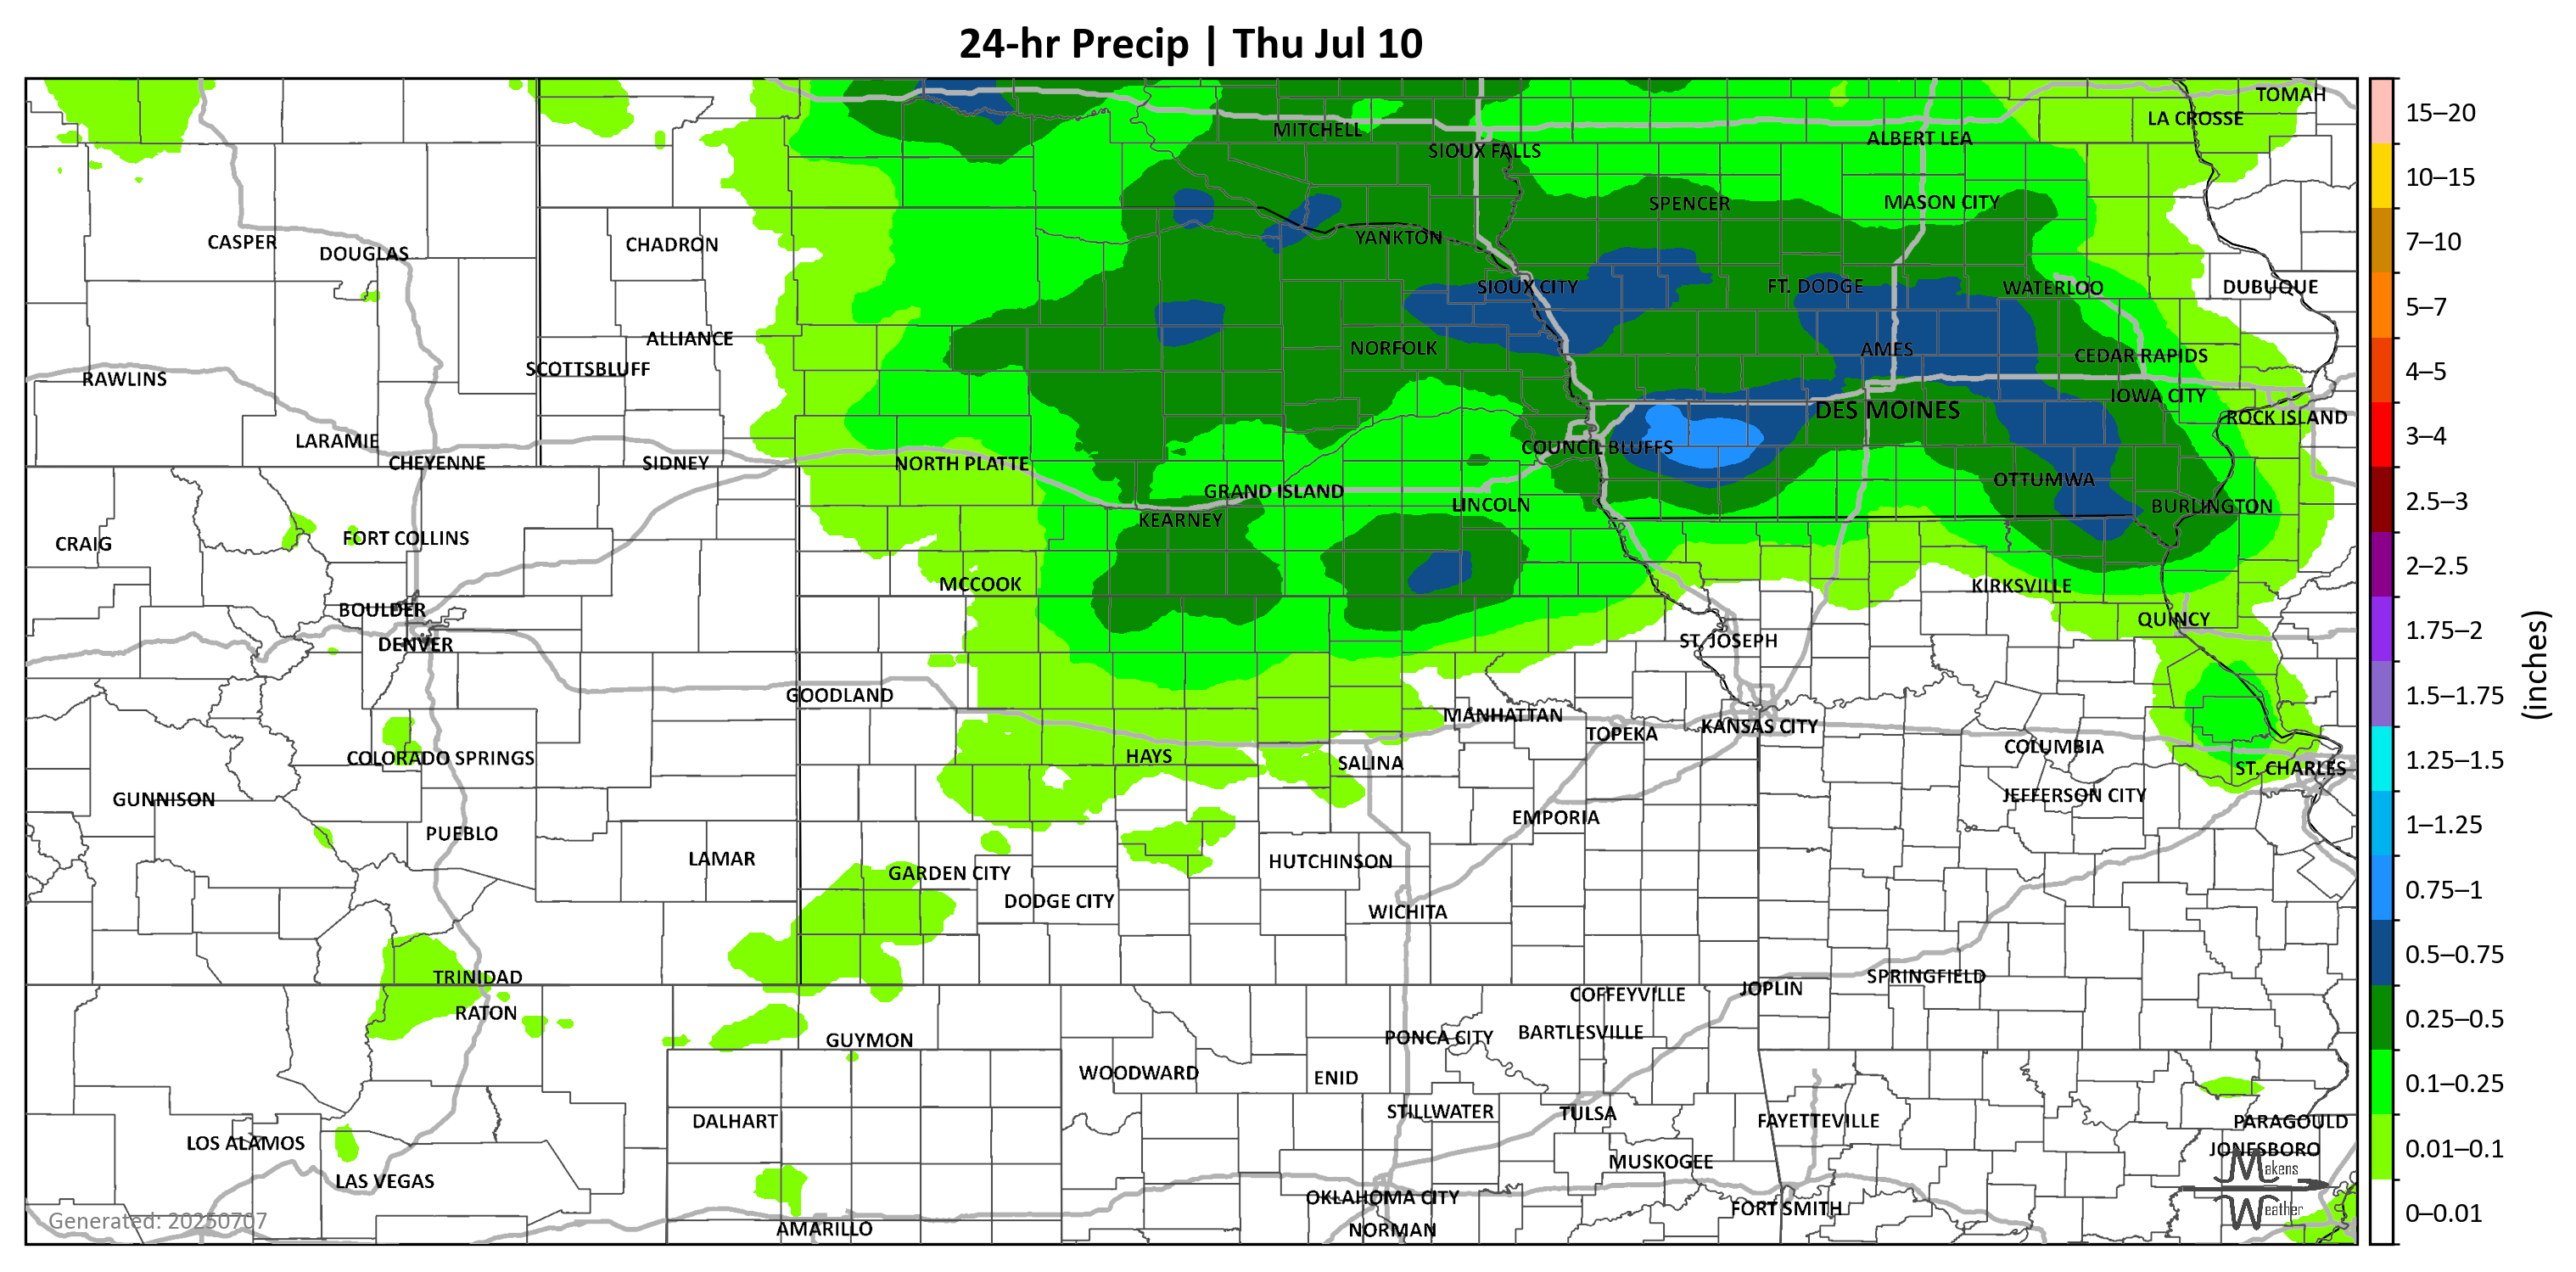 24-hr Precip | Thu Jul 10
TOMAH
LA CROSSE
MITCHELL
ALBERT LEA
SIOUX FALLS
SPENCER
MASON CITY
CASPER
DOUGLAS
CHADRON
YANKTON
SIOUX CITY
FT. DODGE
WATERLOO
DUBUQUE
ALLIANCE
NORFOLK
AMES
CEDAR RAPIDS
SCOTTSBLUFF
RAWLINS
IOWA CITY
DES MOINES
ROCK ISLAND
LARAMIE
COUNCIL BLUFFS
CHEYENNE
SIDNEY
NORTH PLATTE
OTTUMWA
GRAND ISLAND
LINCOLN
BURLINGTON
KEARNEY
CRAIG
FORT COLLINS
MCCOOK
KIRKSVILLE
BOULDER
QUINCY
DENVER
ST. JOSEPH
GOODLAND
MANHATTAN
KANSAS CITY
TOPEKA
COLUMBIA
COLORADO SPRINGS
HAYS
SALINA
ST. CHARLES
GUNNISON
JEFFERSON CITY
EMPORIA
PUEBLO
LAMAR
HUTCHINSON
GARDEN CITY
DODGE CITY
WICHITA
TRINIDAD
SPRINGFIELD
JOPLIN
COFFEYVILLE
RATON
BARTLESVILLE
PONCA CITY
GUYMON
WOODWARD
ENID
STILLWATER
TULSA
DALHART
FAYETTEVILLE
PARAGOULD
LOS ALAMOS
JONESBORO
MUSKOGEE
LAS VEGAS
OKLAHOMA CITY
FORT SMITH
AMARILLO
NORMAN
Generated: 20250707
Makens
Weather
15–20
10–15
7–10
5–7
4–5
3–4
2.5–3
2–2.5
1.75–2
1.5–1.75
1.25–1.5
1–1.25
0.75–1
0.5–0.75
0.25–0.5
0.1–0.25
0.01–0.1
0–0.01
(inches)